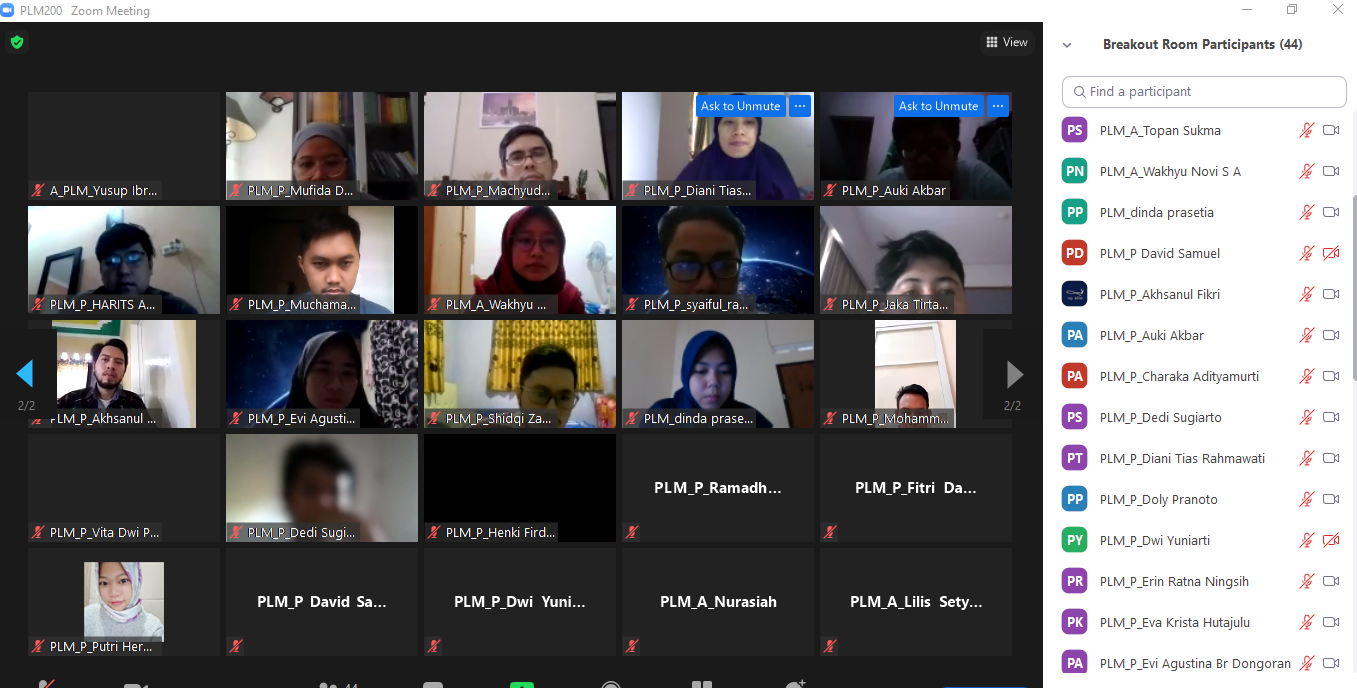 PLM200 Zoom Meeting
View
A_PLM_Yusup Ibr...
PLM_P_Mufida D...
PLM_P_Machyud...
Ask to Unmute ...
PLM_P_Diani Tias...
Ask to Unmute ...
PLM_P_Auki Akbar
PLM_P_HARITS A...
PLM_P_Muchama...
PLM_A_Wakhyu ...
PLM_P_syaiful_ra...
PLM_P_Jaka Tirta...
2/2
PLM_P_Akhsanul ...
PLM_P_Evi Agusti...
PLM_P_Shidqi Za...
PLM_dinda prase...
PLM_P_Mohamm...
2/2
PLM_P_Vita Dwi P...
PLM_P_Dedi Sugi...
PLM_P_Henki Fird...
PLM_P_Ramadh...
PLM_P_Fitri Da...
PLM_P_Putri Her...
PLM_P David Sa...
PLM_P_Dwi Yuni...
PLM_A_Nurasiah
PLM_A_Lilis Sety...
44
Breakout Room Participants (44)
Find a participant
PS PLM_A_Topan Sukma
PN PLM_A_Wakhyu Novi S A
PP PLM_dinda prasetia
PD PLM_P David Samuel
PLM_P_Akhsanul Fikri
PA PLM_P_Auki Akbar
PA PLM_P_Charaka Adityamurti
PS PLM_P_Dedi Sugiarto
PT PLM_P_Diani Tias Rahmawati
PP PLM_P_Doly Pranoto
PY PLM_P_Dwi Yuniarti
PR PLM_P_Erin Ratna Ningsih
PK PLM_P_Eva Krista Hutajulu
PA PLM_P_Evi Agustina Br Dongoran